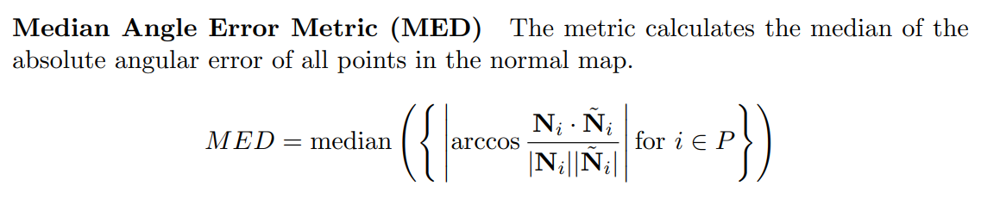 Median Angle Error Metric (MED) The metric calculates the median of the
absolute angular error of all points in the normal map.
$MED = \text{median}\left(\left\{\left|\arccos \frac{\mathbf{N}_i \cdot \tilde{\mathbf{N}}_i}{|\mathbf{N}_i||\tilde{\mathbf{N}}_i|}\right| \text{for } i \in P\right\}\right)$